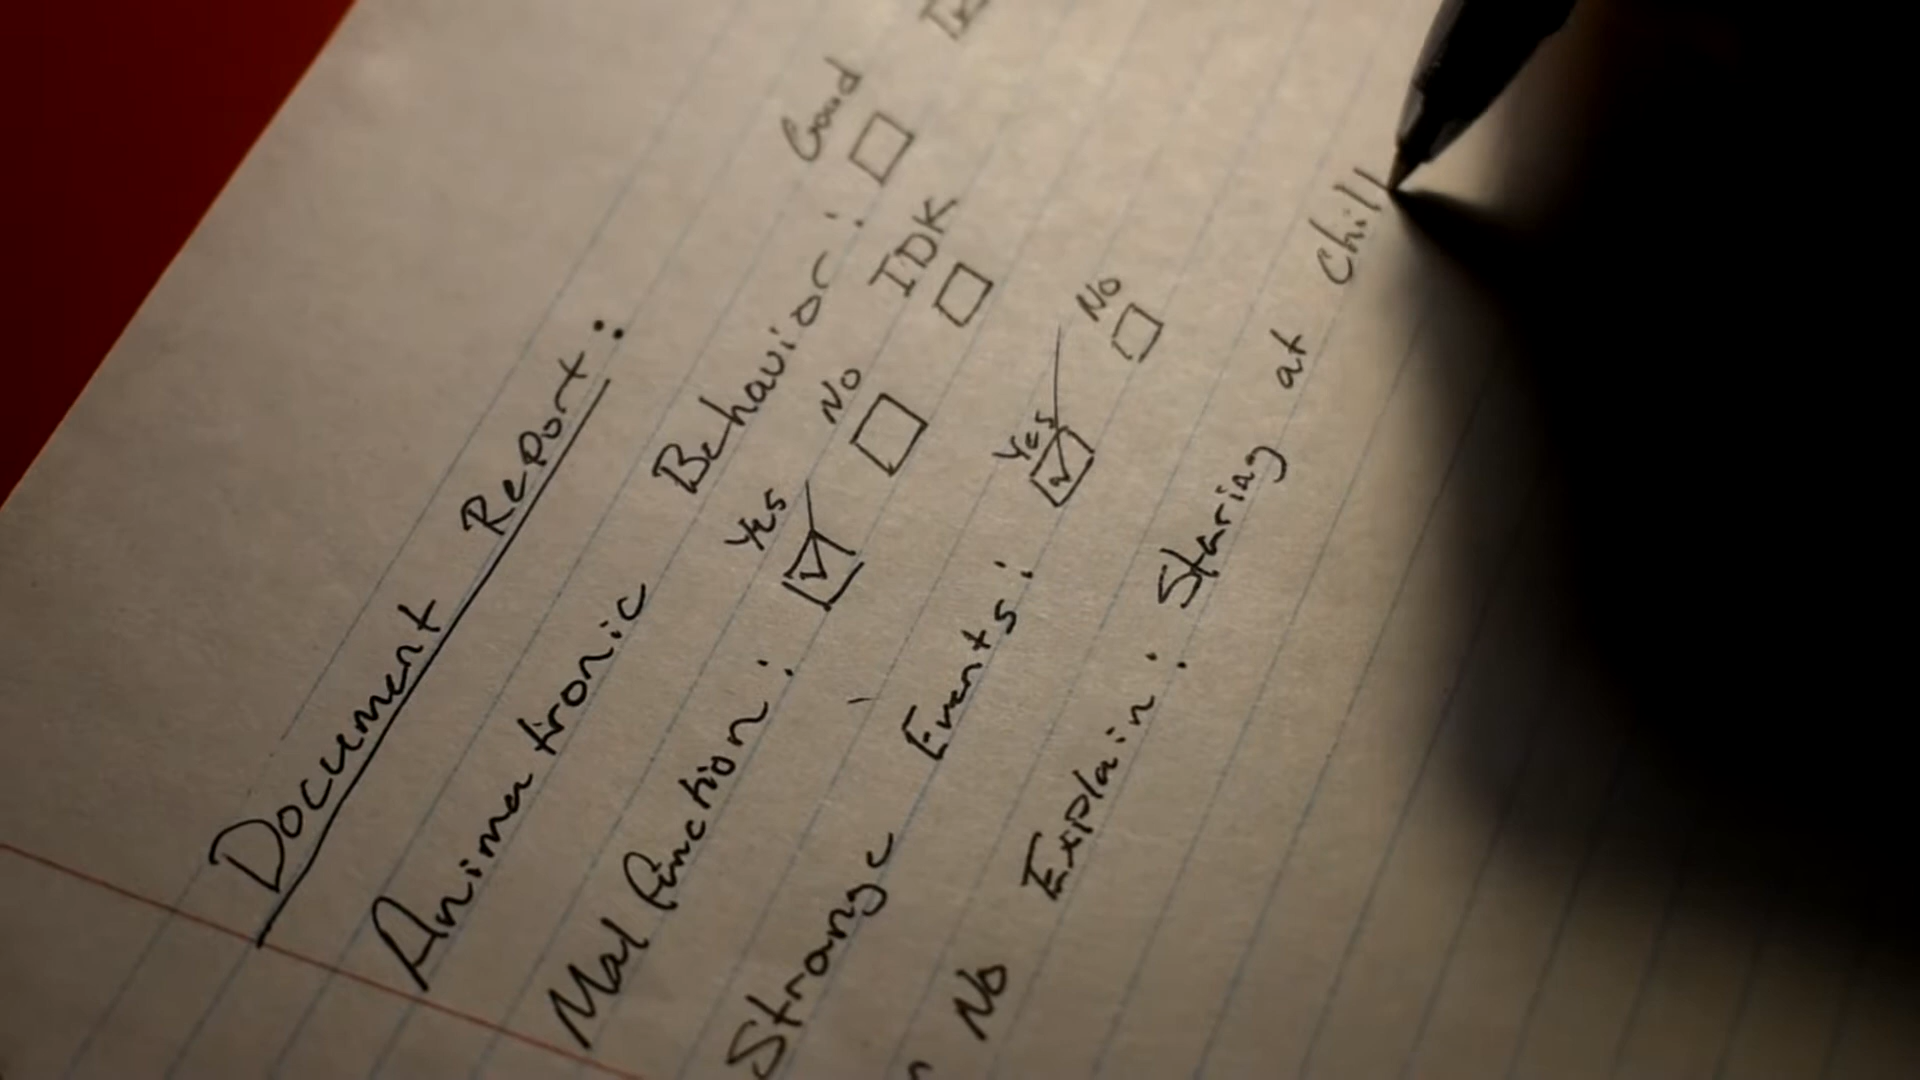 Document Report:
Good
Animatronic Behavior: ☐ ☑
Yes No IDK
Malfunction: ☑ ☐ ☐
Yes No
Strange Events: ☑ ☐
No Explain: Staring at Chil